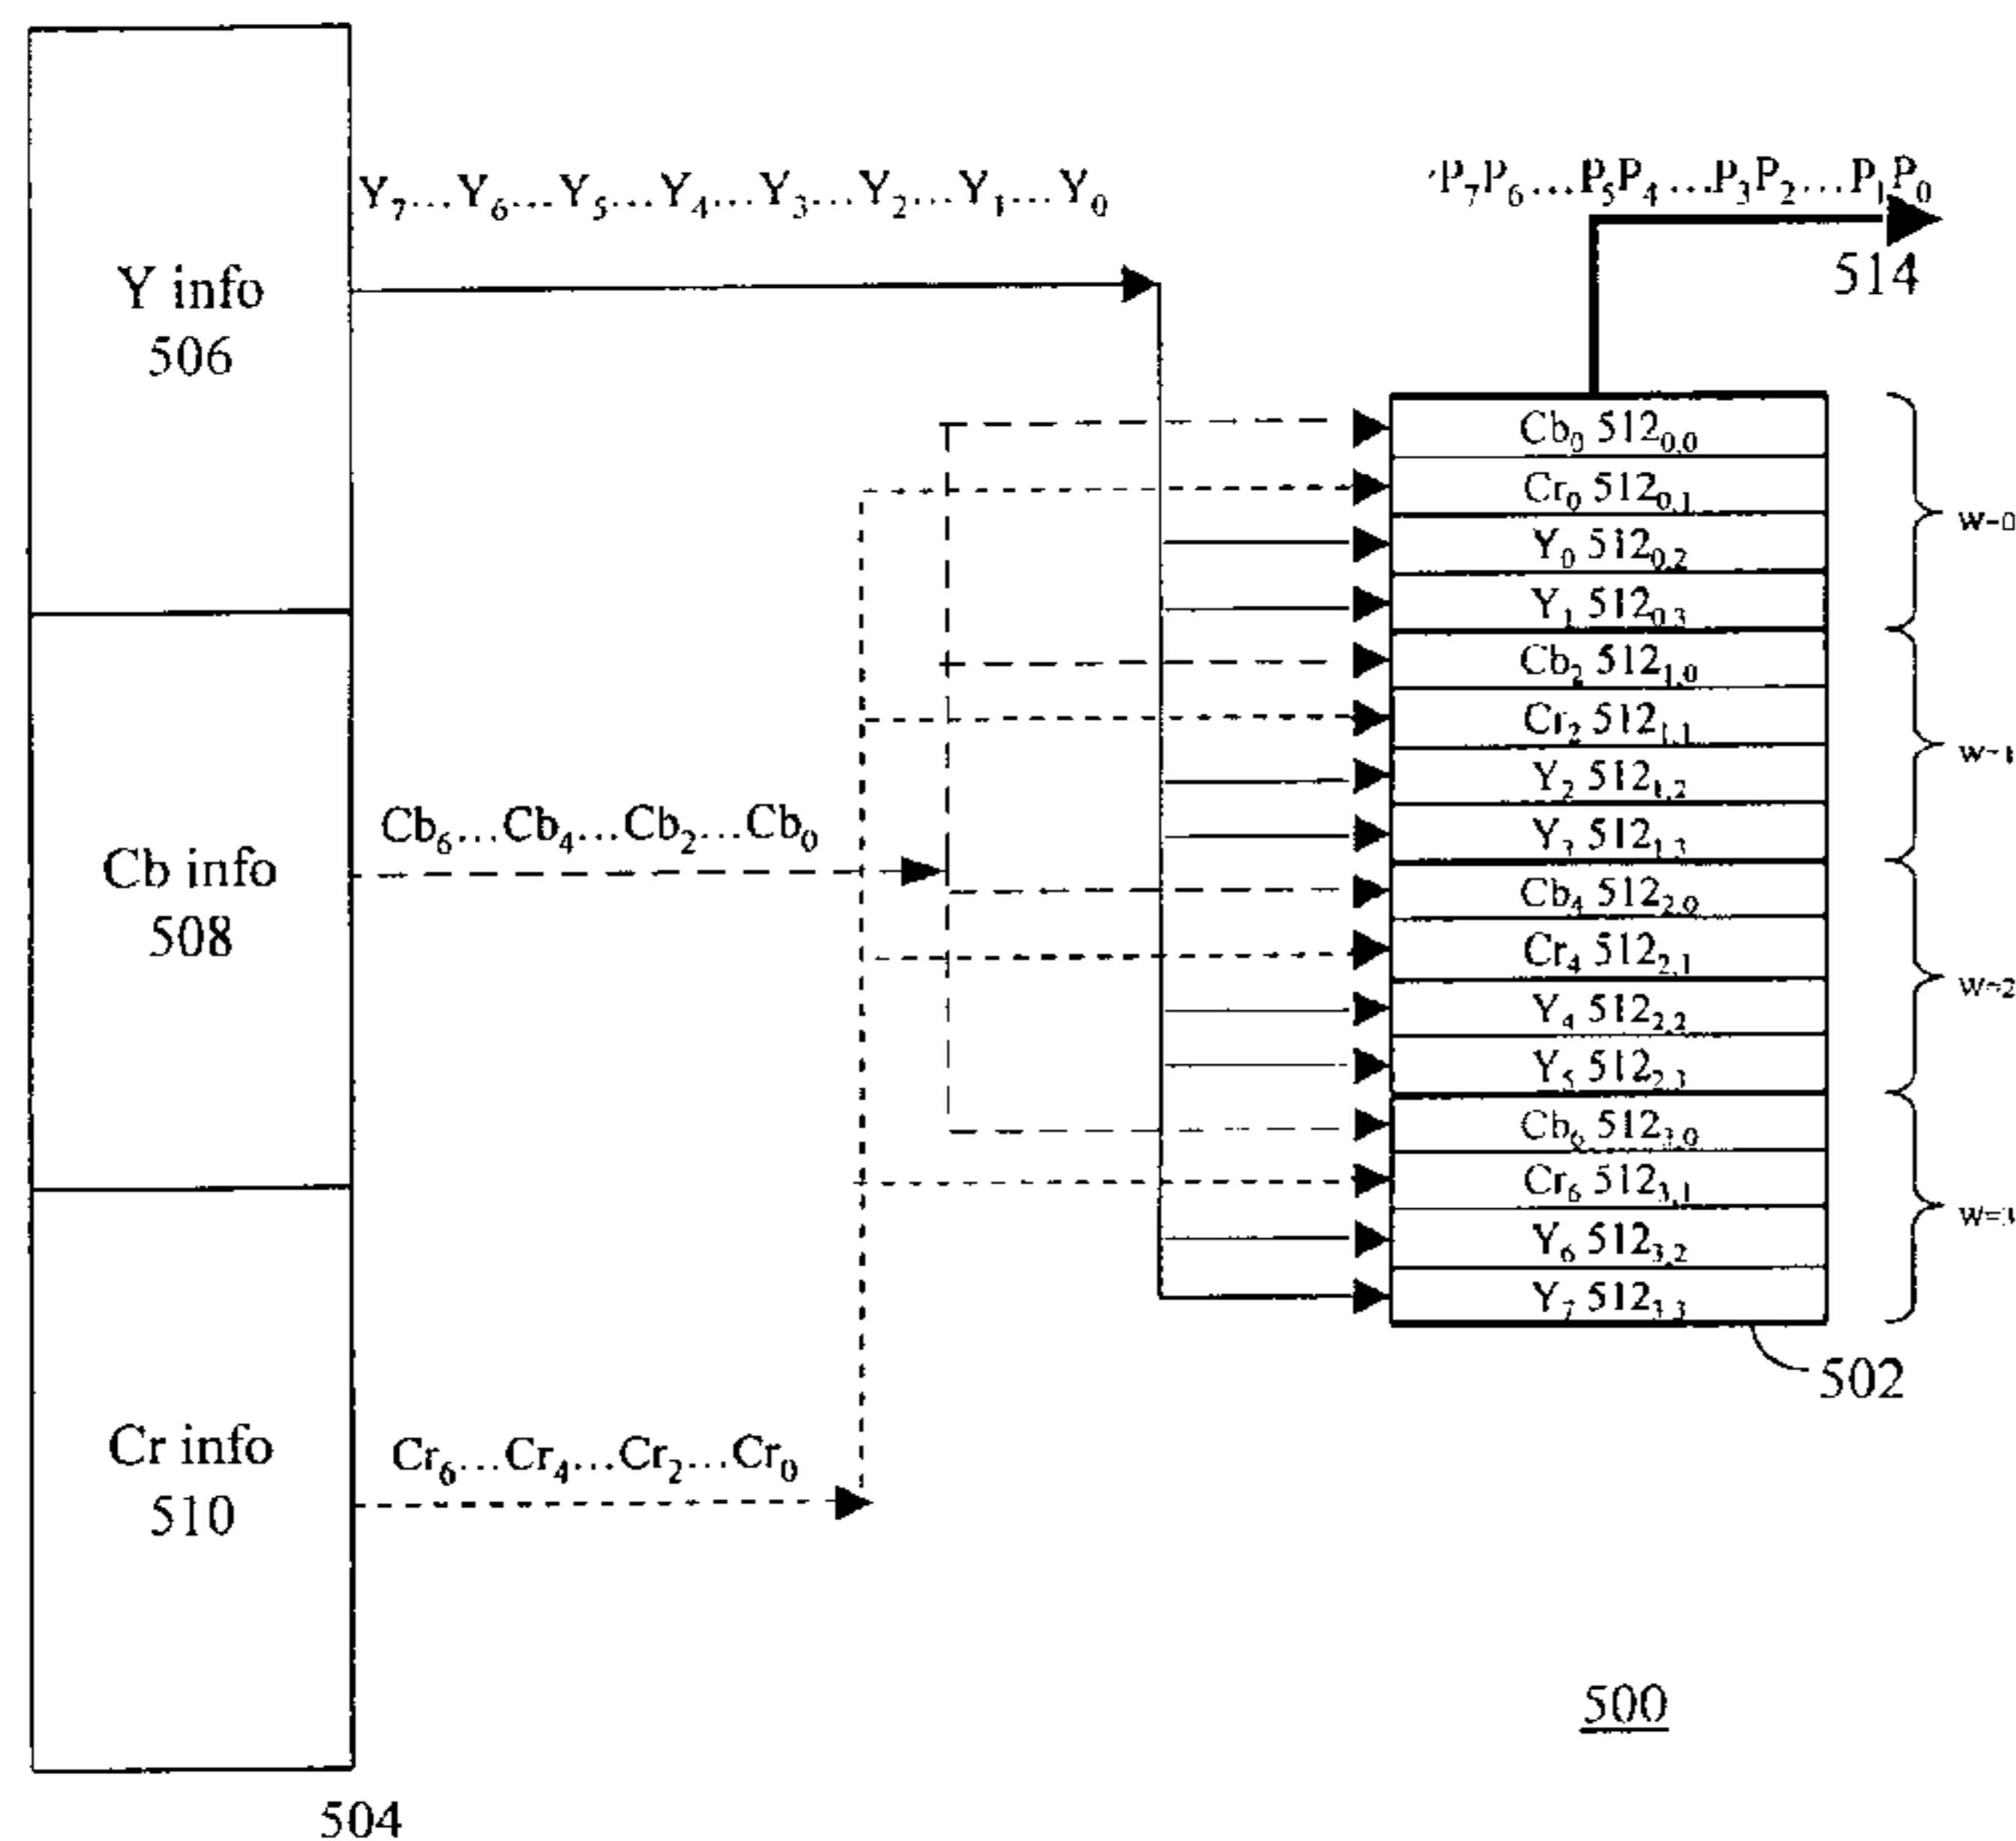 Y₇...Y₆...Y₅...Y₄...Y₃...Y₂...Y₁...Y₀
P₇P₆...P₅P₄...P₃P₂...P₁P₀
514
Y info
506
Cb₀ 512₀,₀
Cr₀ 512₀,₁
Y₀ 512₀,₂
Y₁ 512₀,₃
w=0
Cb₂ 512₁,₀
Cr₂ 512₁,₁
Y₂ 512₁,₂
Y₃ 512₁,₃
w=1
Cb₆...Cb₄...Cb₂...Cb₀
Cb info
508
Cb₄ 512₂,₀
Cr₄ 512₂,₁
Y₄ 512₂,₂
Y₅ 512₂,₃
w=2
Cb₆ 512₃,₀
Cr₆ 512₃,₁
Y₆ 512₃,₂
Y₇ 512₃,₃
w=3
502
Cr info
510
Cr₆...Cr₄...Cr₂...Cr₀
500
504